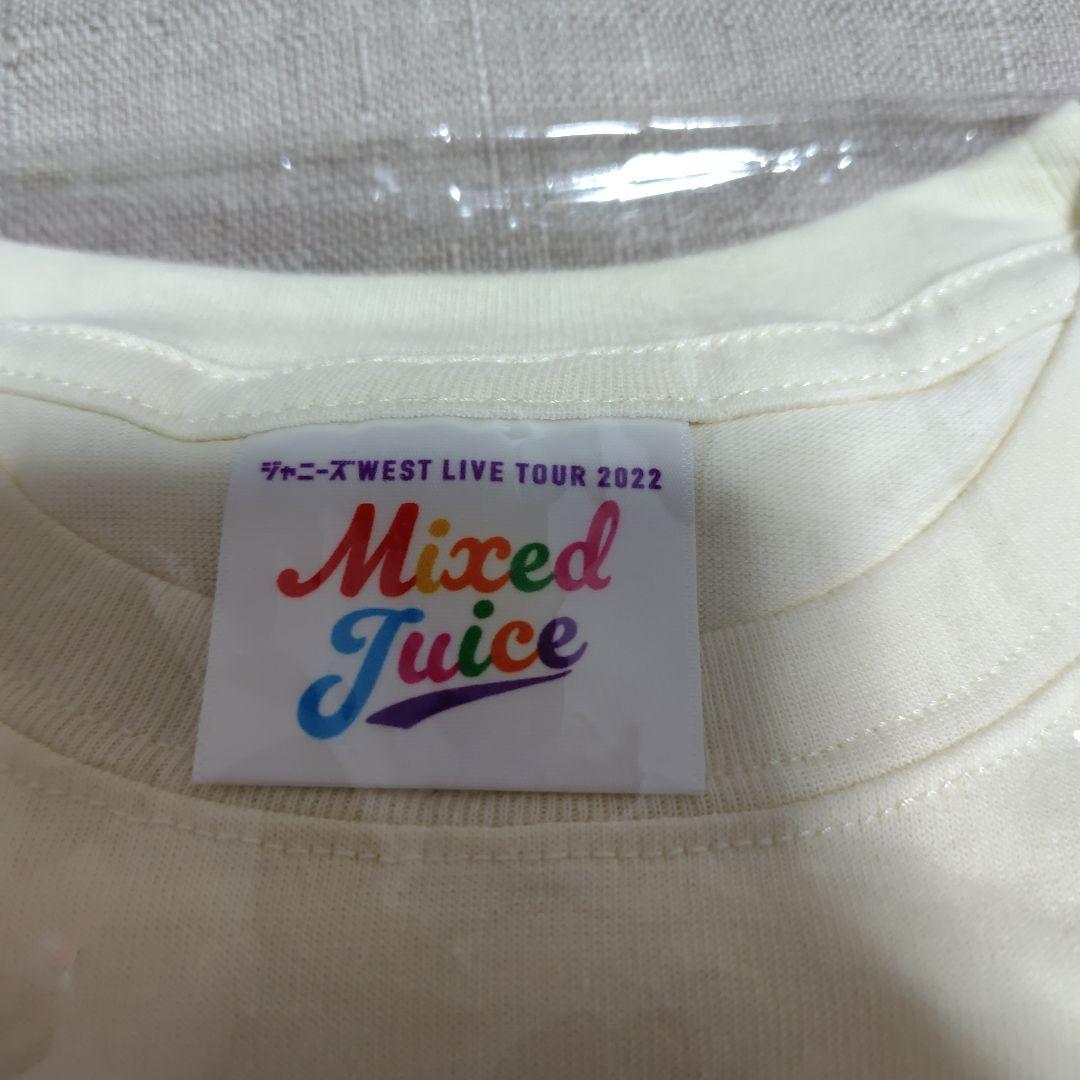 ジャニーズWEST LIVE TOUR 2022
Mixed
Juice